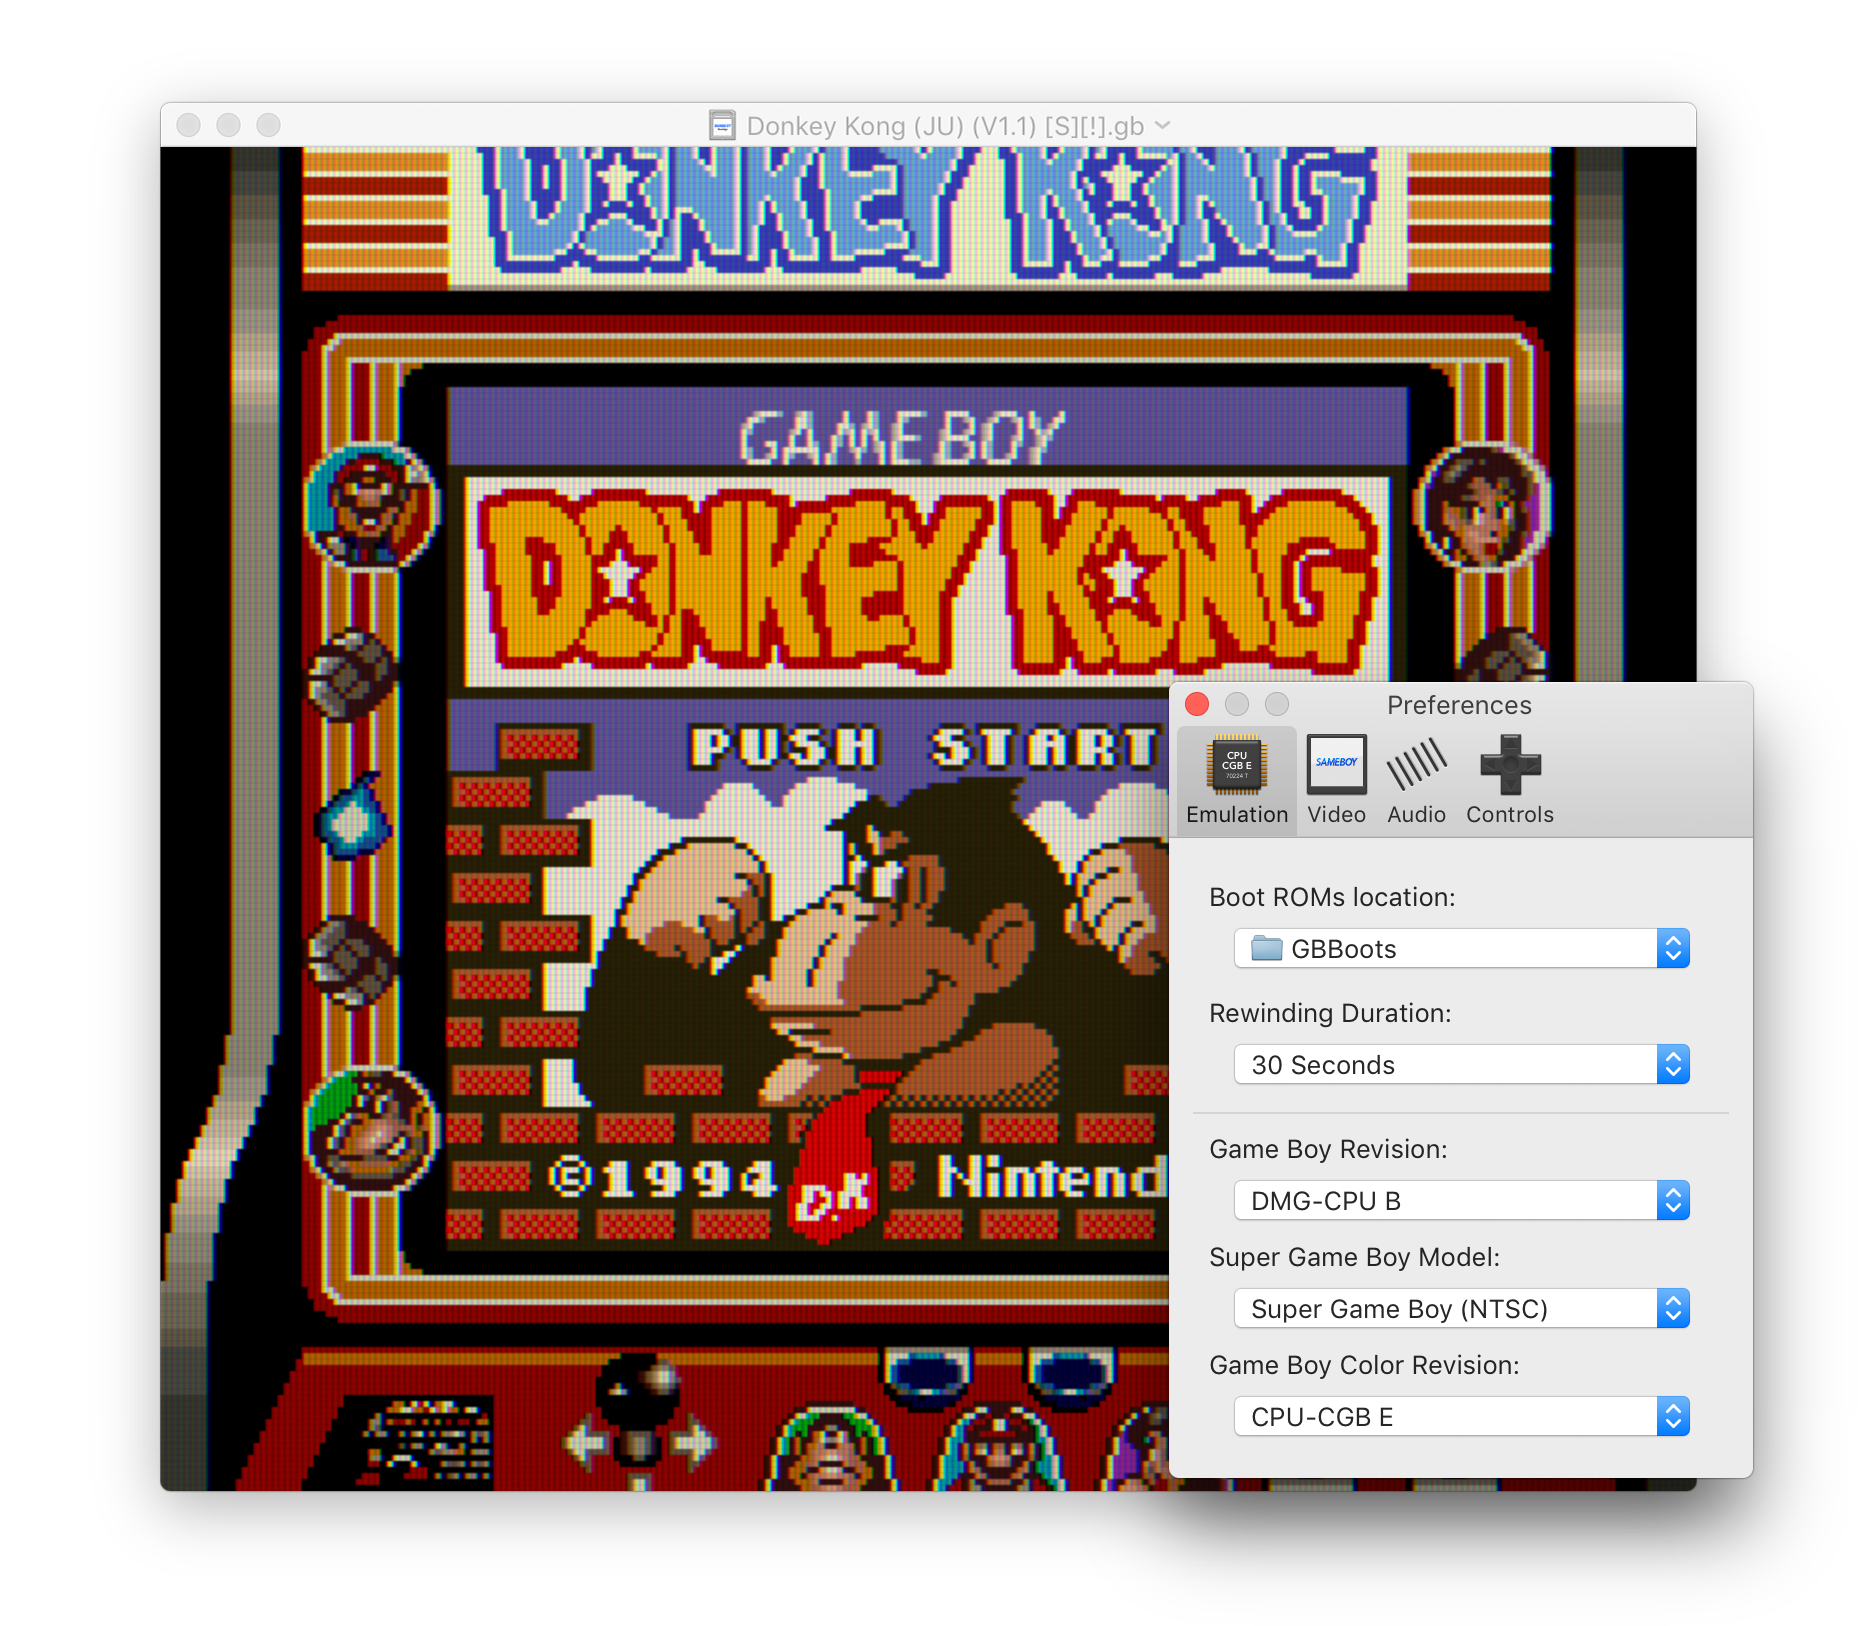 Donkey Kong (JU) (V1.1) [S][!].gb
DONKEY KONG
GAME BOY
DONKEY KONG
PUSH START
©1994 Nintend
D.K
Preferences
CPU
CGB E
70224 T
SAMEBOY
Emulation Video Audio Controls
Boot ROMs location:
GBBoots
Rewinding Duration:
30 Seconds
Game Boy Revision:
DMG-CPU B
Super Game Boy Model:
Super Game Boy (NTSC)
Game Boy Color Revision:
CPU-CGB E